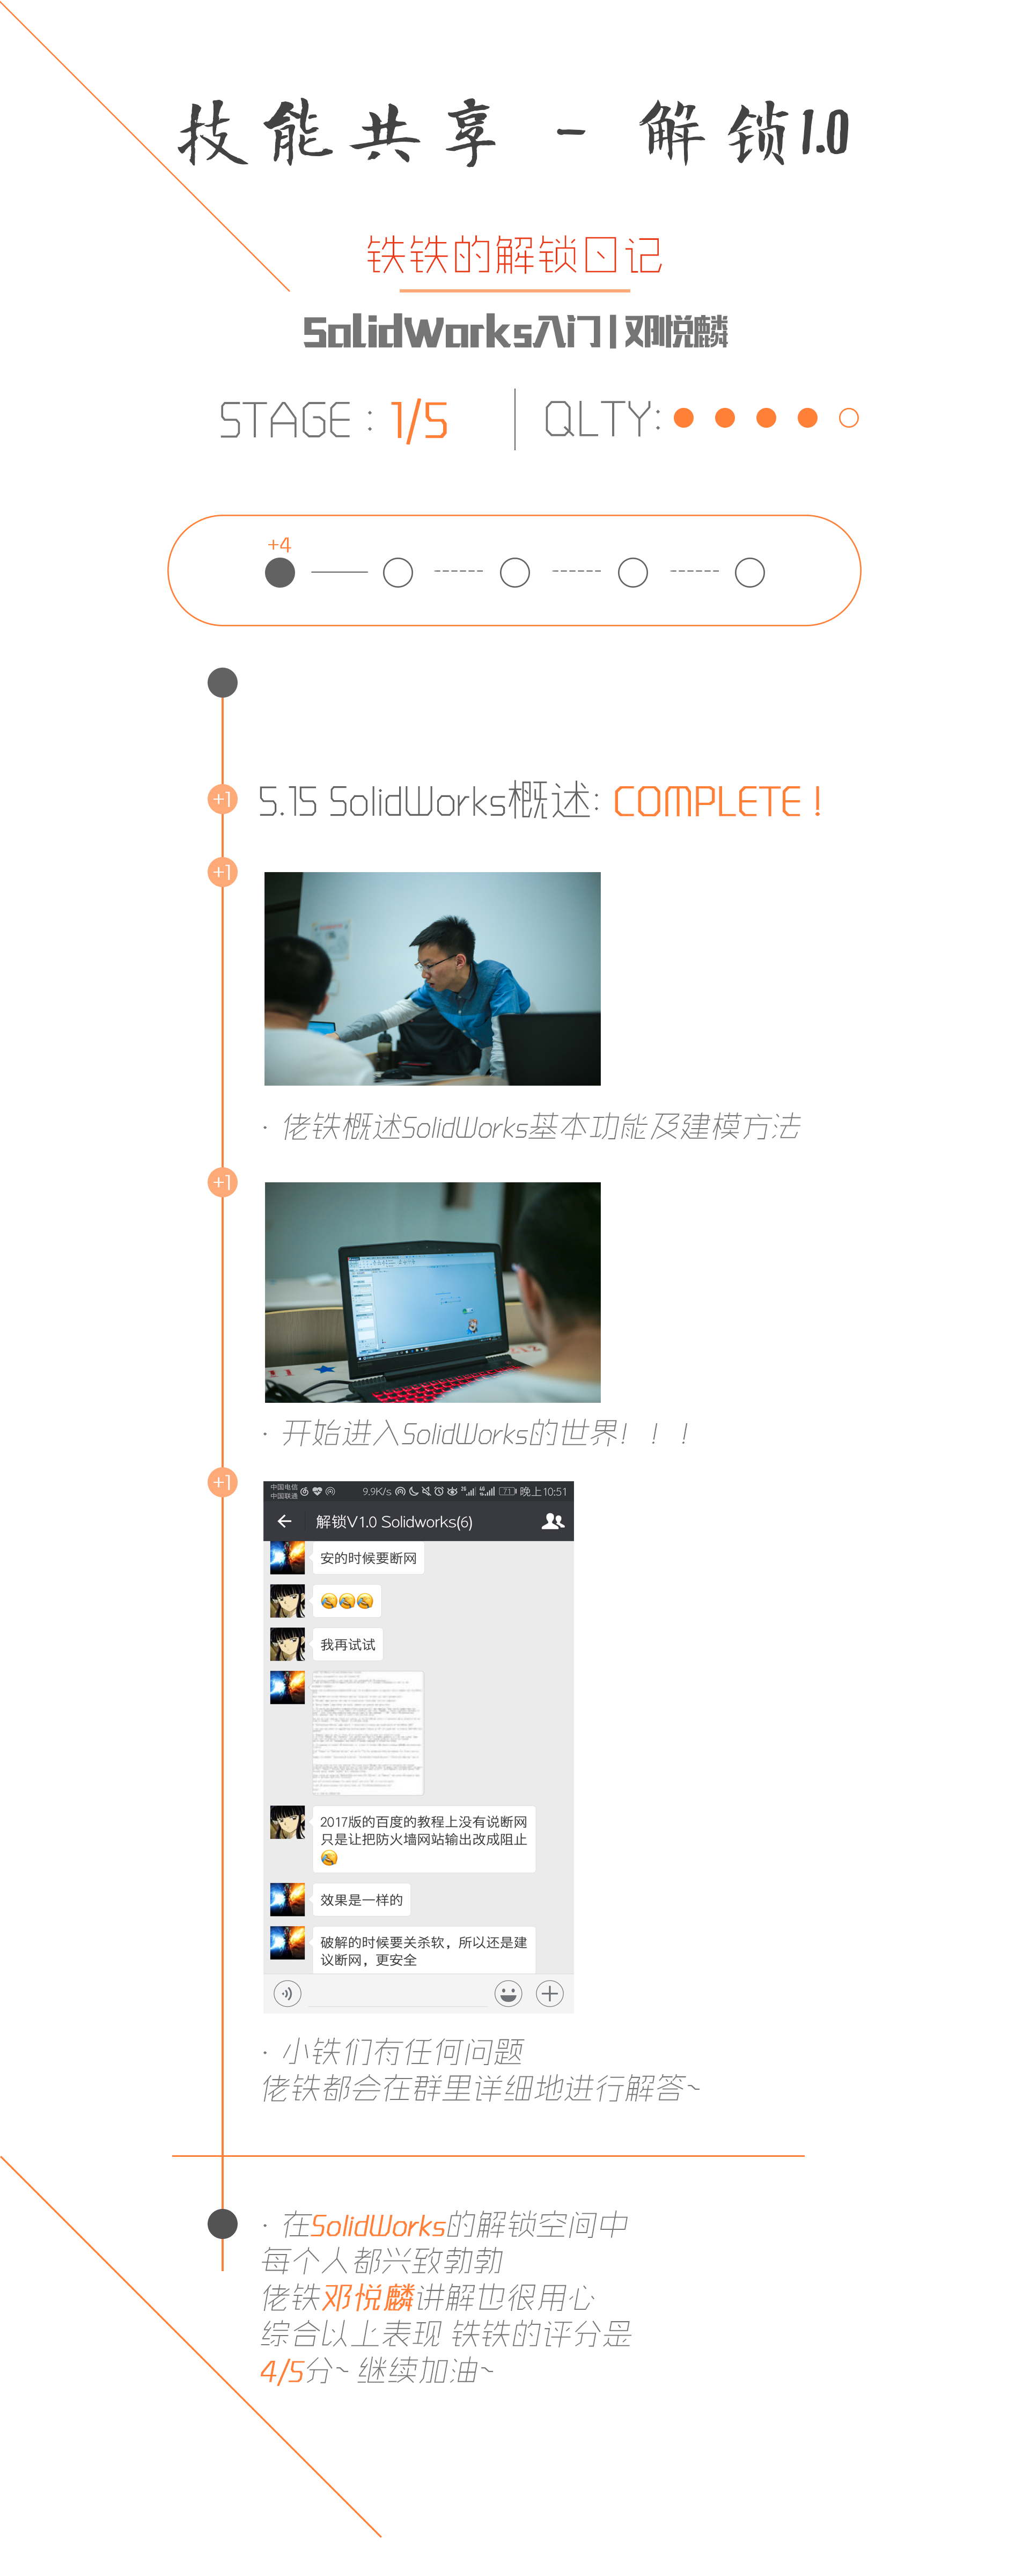 技能共享 - 解锁1.0
铁铁的解锁日记
SolidWorks入门|邓悦麟
STAGE : 1/5
QLTY:
+4
+1
5.15 SolidWorks概述: COMPLETE !
+1
· 佬铁概述SolidWorks基本功能及建模方法
+1
· 开始进入SolidWorks的世界！！！
+1
中国电信
中国联通
9.9K/s
2G
4G
71
晚上10:51
解锁V1.0 Solidworks(6)
安的时候要断网
我再试试
2017版的百度的教程上没有说断网
只是让把防火墙网站输出改成阻止
效果是一样的
破解的时候要关杀软，所以还是建
议断网，更安全
· 小铁们有任何问题
佬铁都会在群里详细地进行解答~
· 在SolidWorks的解锁空间中
每个人都兴致勃勃
佬铁邓悦麟讲解也很用心
综合以上表现 铁铁的评分是
4/5分~ 继续加油~